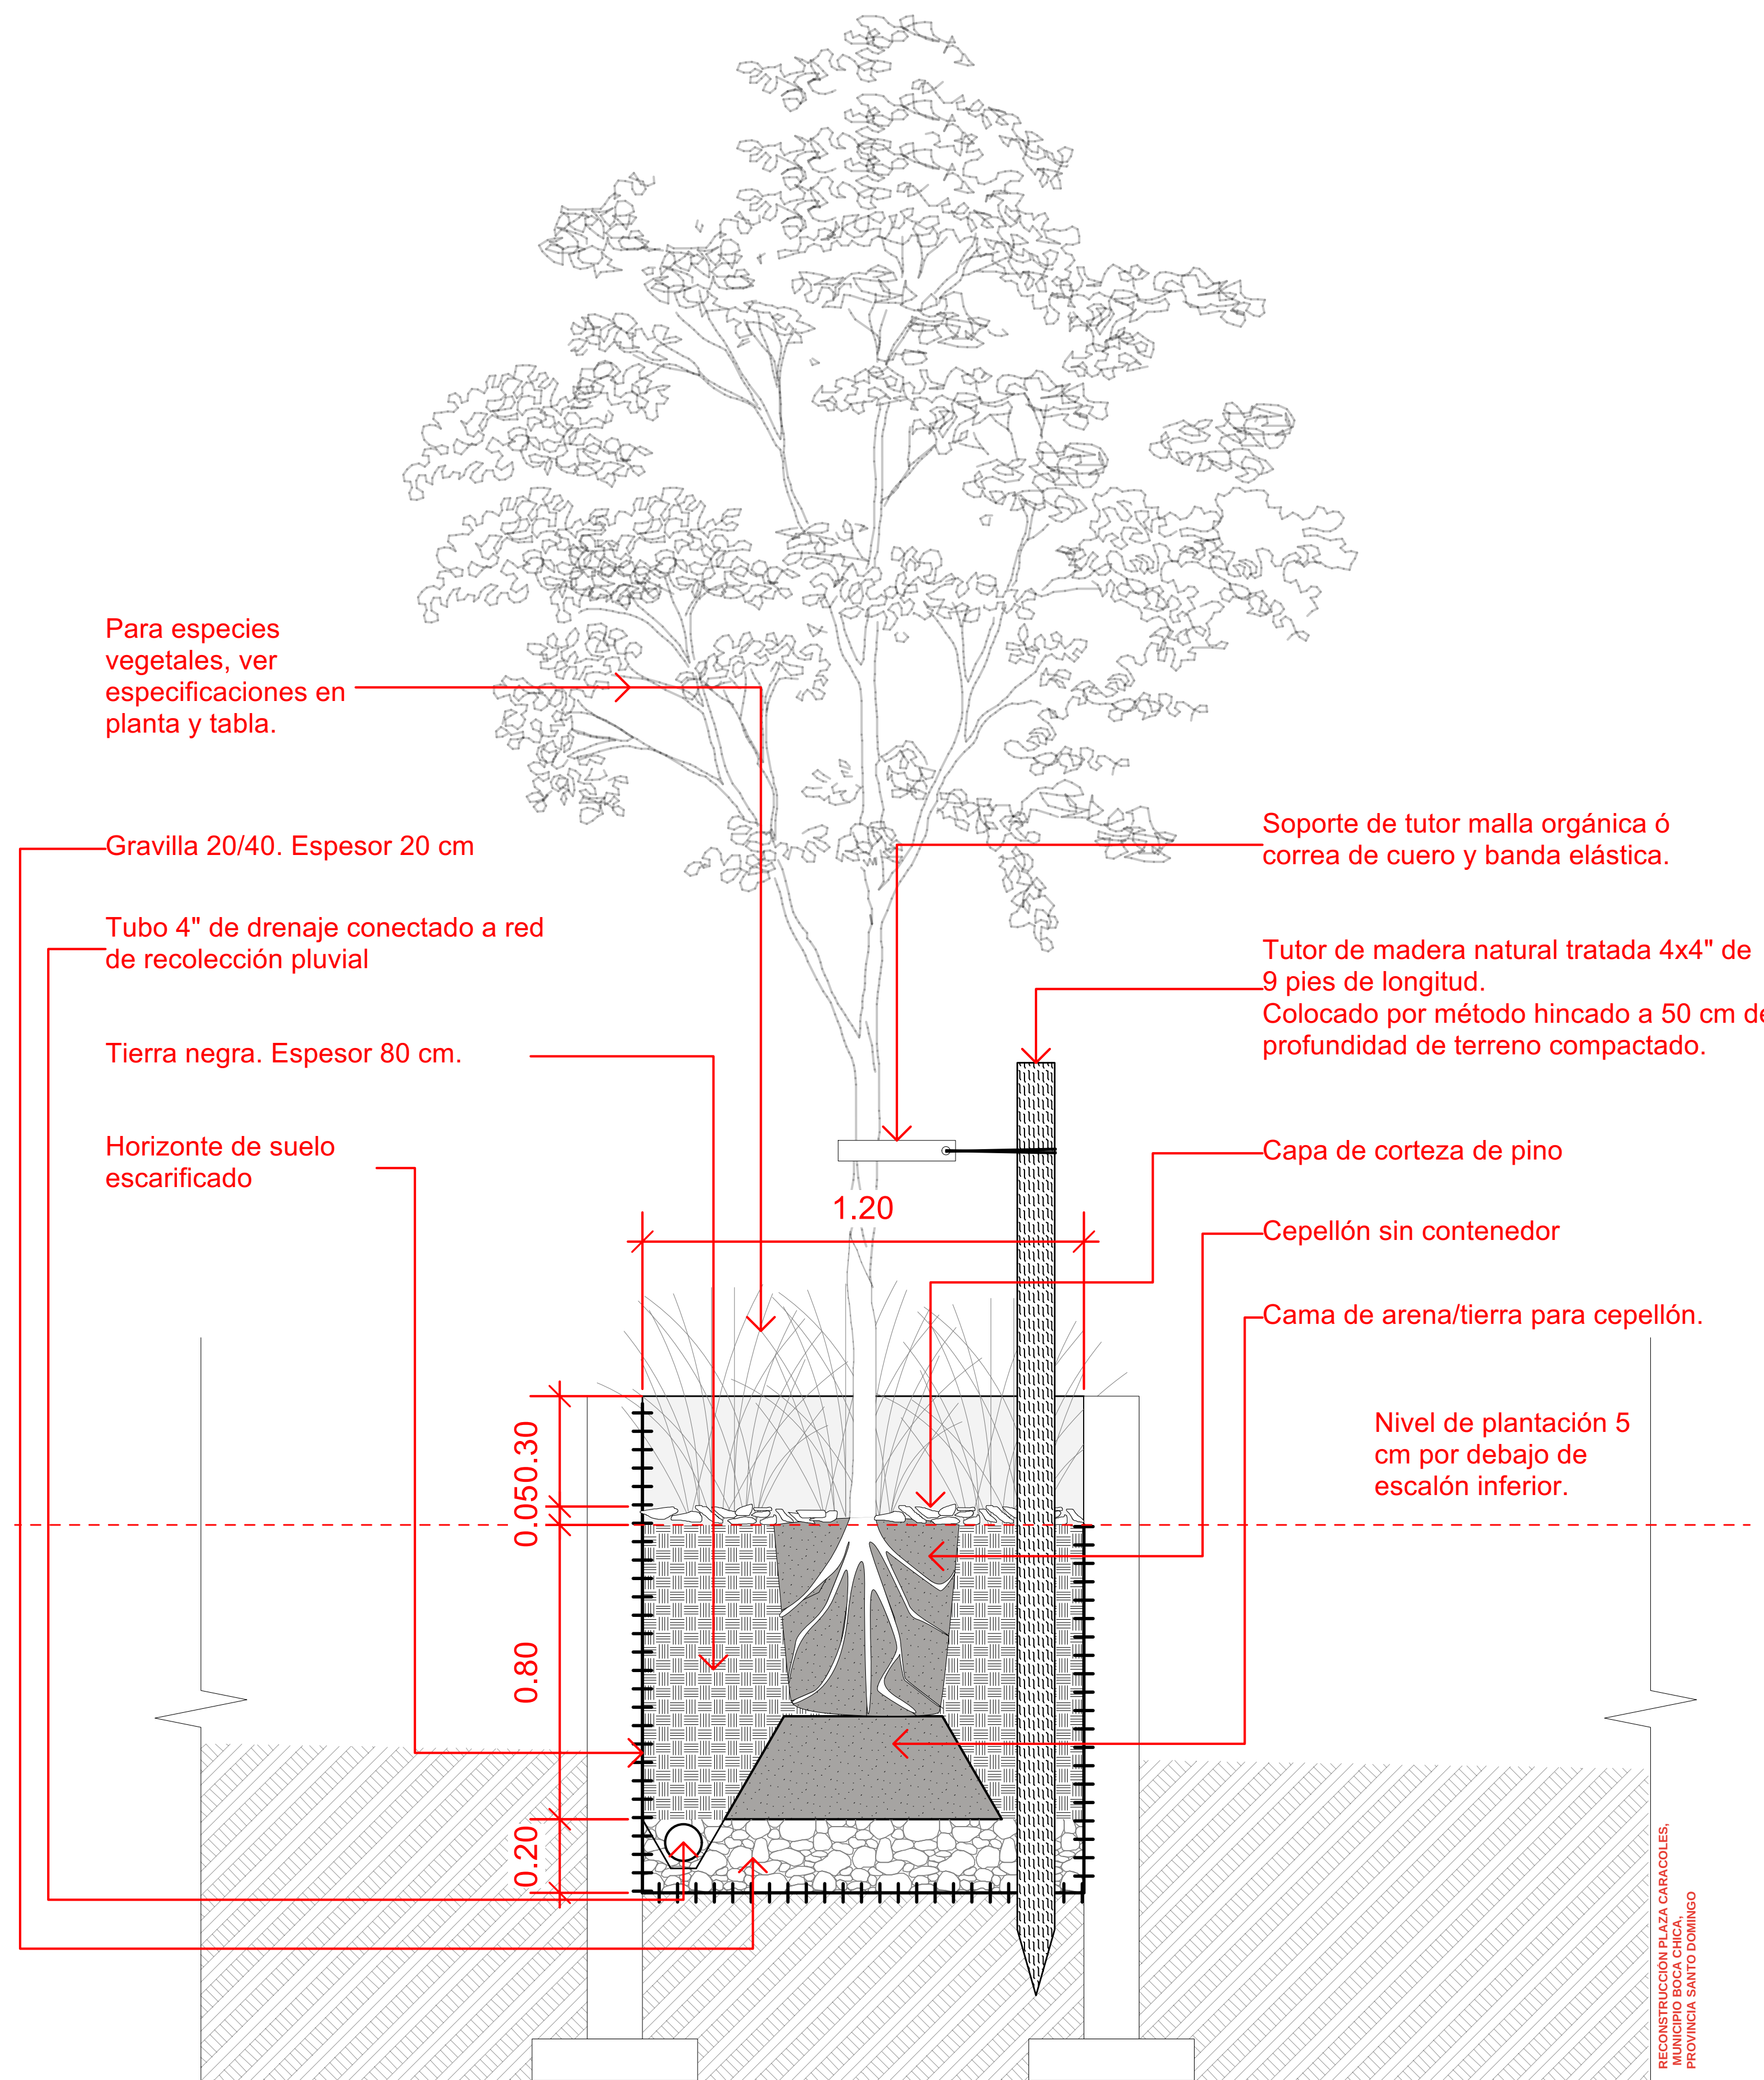 Para especies
vegetales, ver
especificaciones en
planta y tabla.
Gravilla 20/40. Espesor 20 cm
Tubo 4" de drenaje conectado a red
de recolección pluvial
Tierra negra. Espesor 80 cm.
Horizonte de suelo
escarificado
Soporte de tutor malla orgánica ó
correa de cuero y banda elástica.
Tutor de madera natural tratada 4x4" de
9 pies de longitud.
Colocado por método hincado a 50 cm de
profundidad de terreno compactado.
Capa de corteza de pino
Cepellón sin contenedor
Cama de arena/tierra para cepellón.
Nivel de plantación 5
cm por debajo de
escalón inferior.
1.20
0.30
0.05
0.80
0.20
RECONSTRUCCIÓN PLAZA CARACOLES,
MUNICIPIO BOCA CHICA,
PROVINCIA SANTO DOMINGO